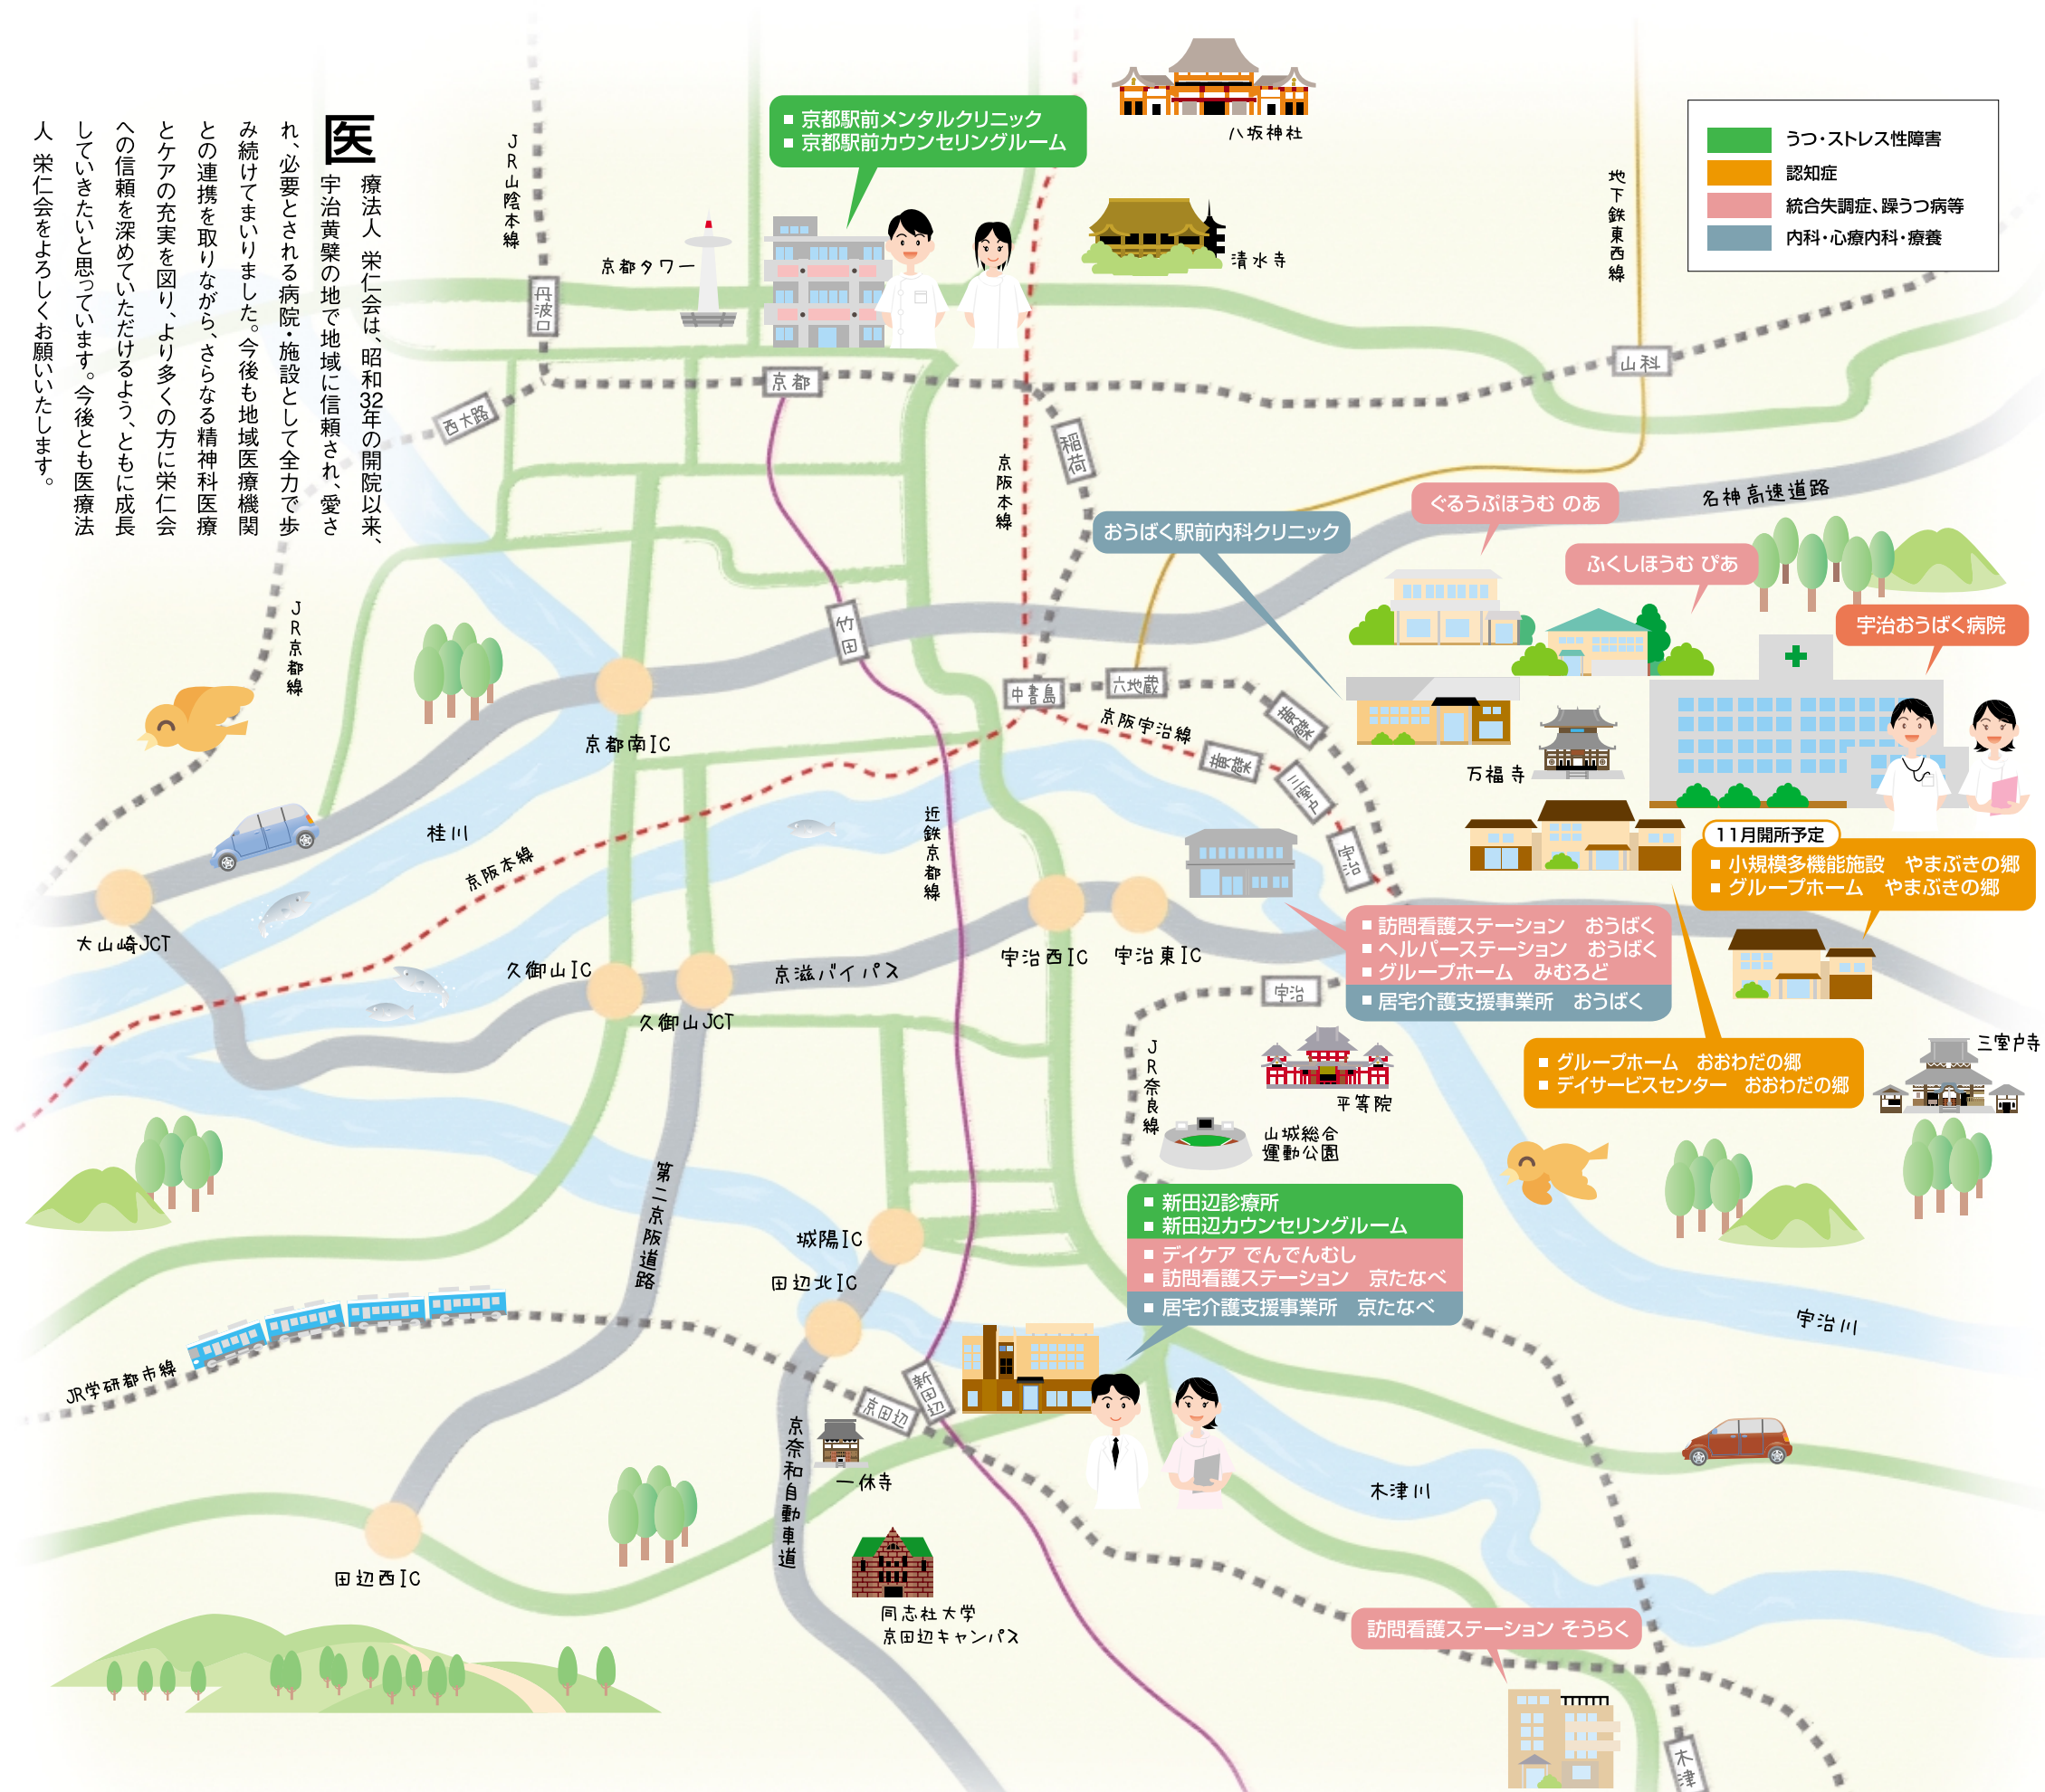 医
療法人 栄仁会は、昭和32年の開院以来、
宇治黄檗の地で地域に信頼され、愛さ
れ、必要とされる病院・施設として全力で歩
み続けてまいりました。今後も地域医療機関
との連携を取りながら、さらなる精神科医療
とケアの充実を図り、より多くの方に栄仁会
への信頼を深めていただけるよう、ともに成長
していきたいと思っています。今後とも医療法
人 栄仁会をよろしくお願いいたします。
うつ・ストレス性障害
認知症
統合失調症、躁うつ病等
内科・心療内科・療養
■ 京都駅前メンタルクリニック
■ 京都駅前カウンセリングルーム
八坂神社
JR山陰本線
地下鉄東西線
京都タワー
清水寺
丹波口
京都
山科
西大路
稲荷
京阪本線
名神高速道路
ぐるうぷほうむ のあ
おうばく駅前内科クリニック
ふくしほうむ ぴあ
宇治おうばく病院
JR京都線
竹田
中書島
六地蔵
黄檗
京阪宇治線
黄檗
三室戸
宇治
京都南IC
万福寺
桂川
京阪本線
近鉄京都線
11月開所予定
■ 小規模多機能施設 やまぶきの郷
■ グループホーム やまぶきの郷
大山崎JCT
久御山IC
京滋バイパス
宇治西IC
宇治東IC
■ 訪問看護ステーション おうばく
■ ヘルパーステーション おうばく
■ グループホーム みむろど
■ 居宅介護支援事業所 おうばく
宇治
久御山JCT
三室戸寺
■ グループホーム おおわだの郷
■ デイサービスセンター おおわだの郷
JR奈良線
平等院
山城総合
運動公園
第二京阪道路
■ 新田辺診療所
■ 新田辺カウンセリングルーム
■ デイケア でんでんむし
■ 訪問看護ステーション 京たなべ
■ 居宅介護支援事業所 京たなべ
城陽IC
田辺北IC
宇治川
JR学研都市線
新田辺
京田辺
京奈和自動車道
一休寺
木津川
田辺西IC
同志社大学
京田辺キャンパス
訪問看護ステーション そうらく
木津